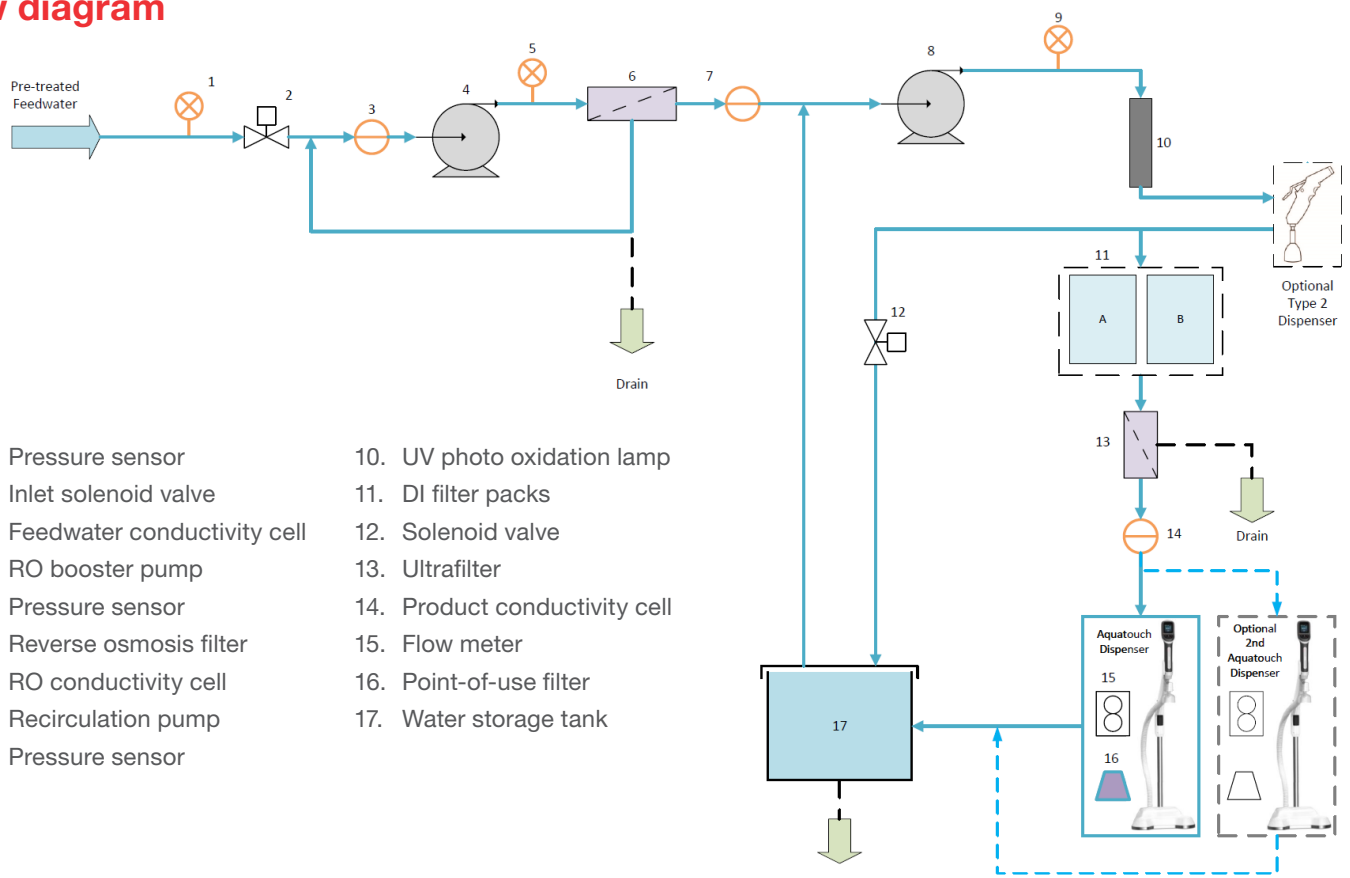 diagram
Pre-treated
Feedwater
1
2
3
4
5
6
7
8
9
10
Optional
Type 2
Dispenser
11
A
B
12
Drain
13
14
Drain
Aquatouch
Dispenser
15
16
Optional
2nd
Aquatouch
Dispenser
17
Pressure sensor
Inlet solenoid valve
Feedwater conductivity cell
RO booster pump
Pressure sensor
Reverse osmosis filter
RO conductivity cell
Recirculation pump
Pressure sensor
10. UV photo oxidation lamp
11. DI filter packs
12. Solenoid valve
13. Ultrafilter
14. Product conductivity cell
15. Flow meter
16. Point-of-use filter
17. Water storage tank